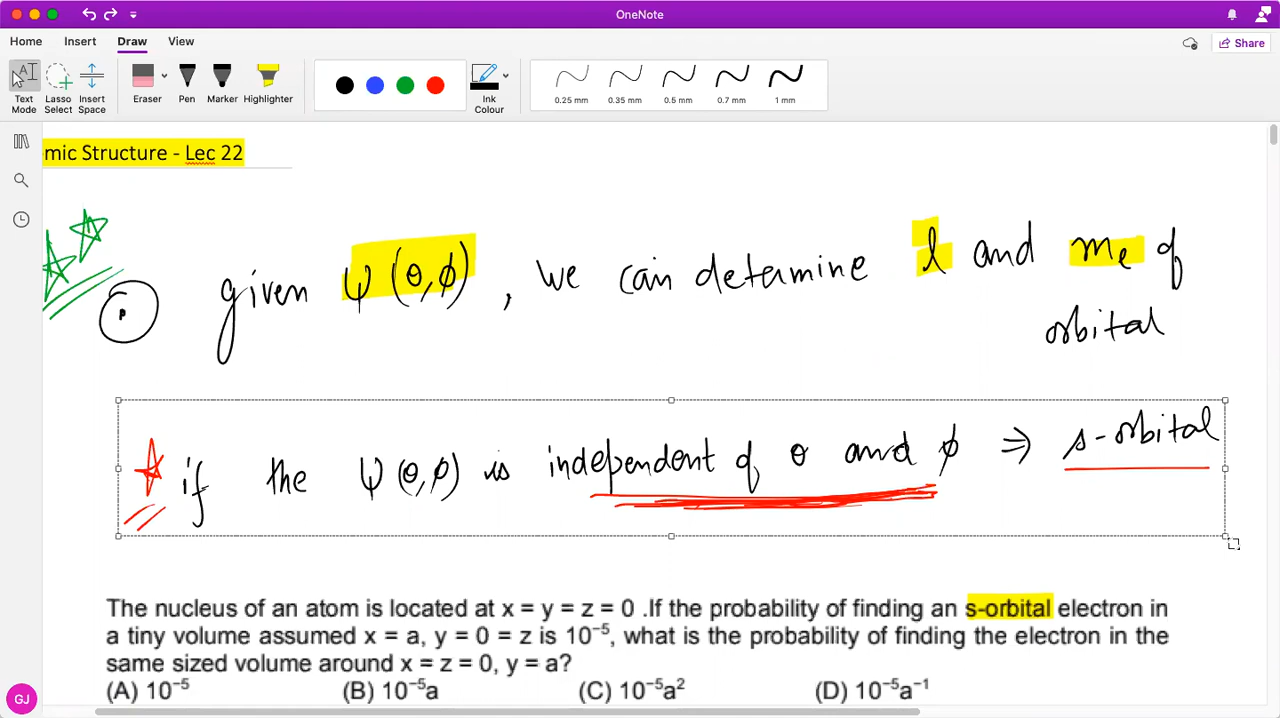 OneNote
Home Insert Draw View
Share
Text Mode
Lasso Select
Insert Space
Eraser
Pen
Marker
Highlighter
Ink Colour
0.25 mm
0.35 mm
0.5 mm
0.7 mm
1 mm
mic Structure - Lec 22
given ψ(θ,ϕ), we can determine l and mℓ of
orbital
if the ψ(θ,ϕ) is independent of θ and ϕ ⇒ s-orbital
The nucleus of an atom is located at x = y = z = 0 .If the probability of finding an s-orbital electron in
a tiny volume assumed x = a, y = 0 = z is 10⁻⁵, what is the probability of finding the electron in the
same sized volume around x = z = 0, y = a?
(A) 10⁻⁵ (B) 10⁻⁵a (C) 10⁻⁵a² (D) 10⁻⁵a⁻¹
GJ